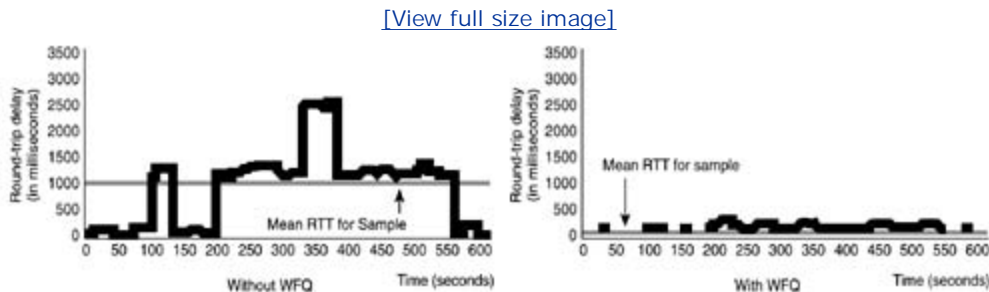 [View full size image]
Round-trip delay
(in milliseconds)
3500
3000
2500
2000
1500
1000
500
0
Mean RTT for Sample
0 50 100 150 200 250 300 350 400 450 500 550 600
Without WFQ
Time (seconds)
Round-trip delay
(in milliseconds)
3500
3000
2500
2000
1500
1000
500
0
Mean RTT for sample
0 50 100 150 200 250 300 350 400 450 500 550 600
With WFQ
Time (seconds)